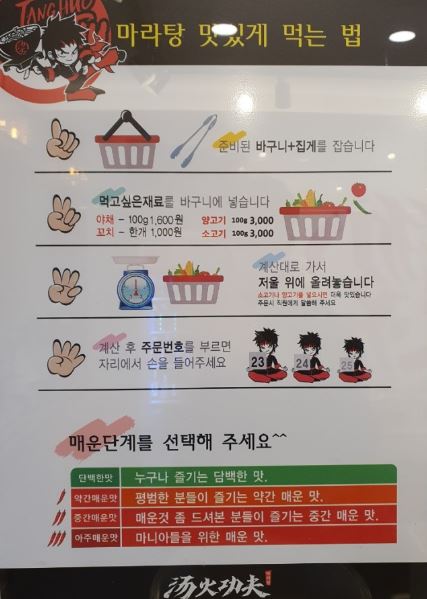 TANGHUO
마라탕 맛있게 먹는 법
준비된 바구니+집게를 잡습니다
먹고싶은재료를 바구니에 넣습니다
야채 - 100g 1,600원 양고기 100g 3,000
꼬치 - 한개 1,000원 소고기 100g 3,000
계산대로 가서
저울 위에 올려놓습니다
소고기나 양고기를 넣으시면 더욱 맛있습니다
주문시 직원에게 말씀해 주세요
계산 후 주문번호를 부르면
자리에서 손을 들어주세요
23 24 25
매운단계를 선택해 주세요^^
단백한맛 누구나 즐기는 담백한 맛.
약간매운맛 평범한 분들이 즐기는 약간 매운 맛.
중간매운맛 매운것 좀 드셔본 분들이 즐기는 중간 매운 맛.
아주매운맛 마니아들을 위한 매운 맛.
汤火功夫